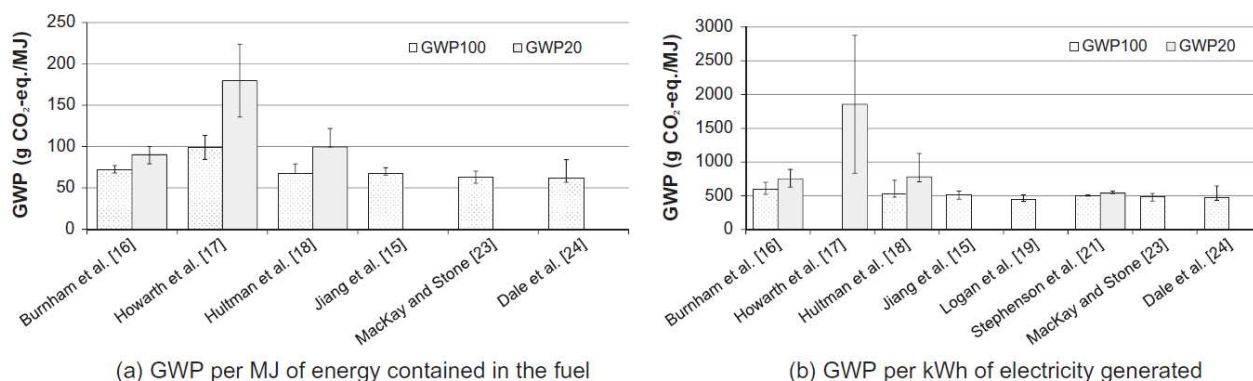 GWP (g CO₂-eq./MJ)
250
200
150
100
50
0
GWP100 GWP20
Burnham et al. [16]
Howarth et al. [17]
Hultman et al. [18]
Jiang et al. [15]
MacKay and Stone [23]
Dale et al. [24]
(a) GWP per MJ of energy contained in the fuel
GWP (g CO₂-eq./MJ)
3000
2500
2000
1500
1000
500
0
GWP100 GWP20
Burnham et al. [16]
Howarth et al. [17]
Hultman et al. [18]
Jiang et al. [15]
Logan et al. [19]
Stephenson et al. [21]
MacKay and Stone [23]
Dale et al. [24]
(b) GWP per kWh of electricity generated